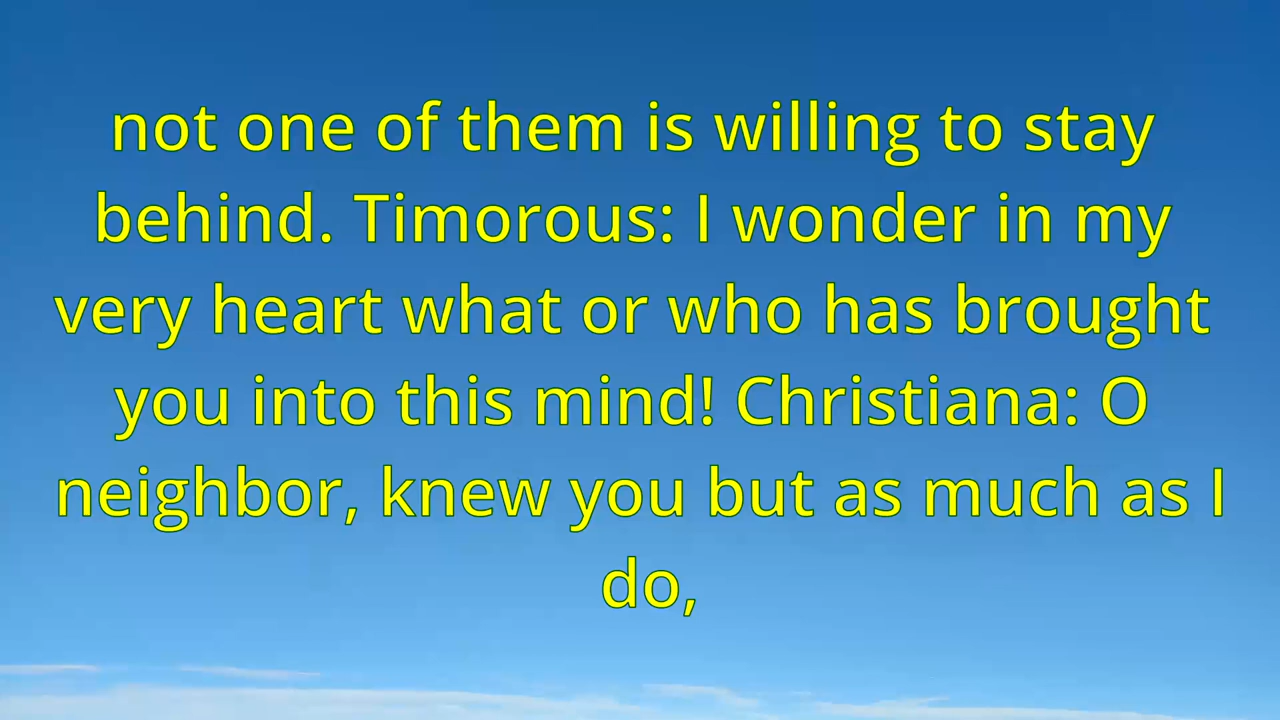 not one of them is willing to stay
behind. Timorous: I wonder in my
very heart what or who has brought
you into this mind! Christiana: O
neighbor, knew you but as much as I
do,